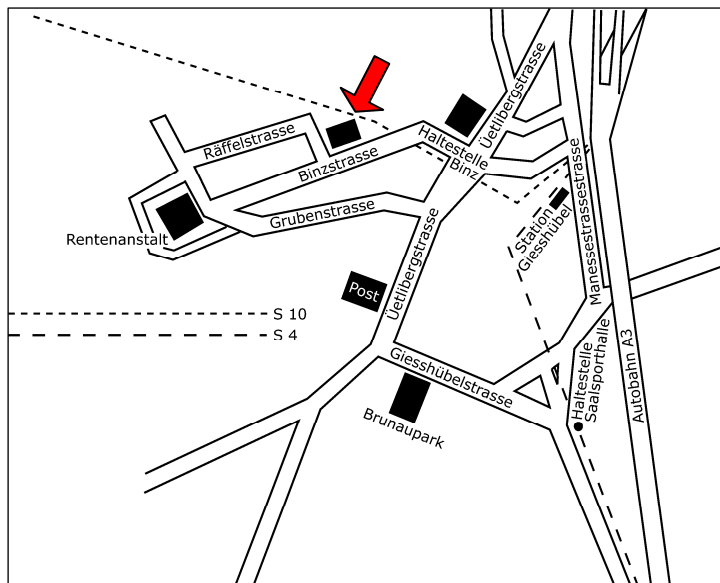 Üetlibergstrasse
Räffelstrasse
Haltestelle
Binz
Binzstrasse
Manessestrassestrasse
Grubenstrasse
Station
Giesshübel
Rentenanstalt
Üetlibergstrasse
Post
S 10
S 4
Giesshübelstrasse
Haltestelle
Saalsporthalle
Autobahn A3
Brunaupark